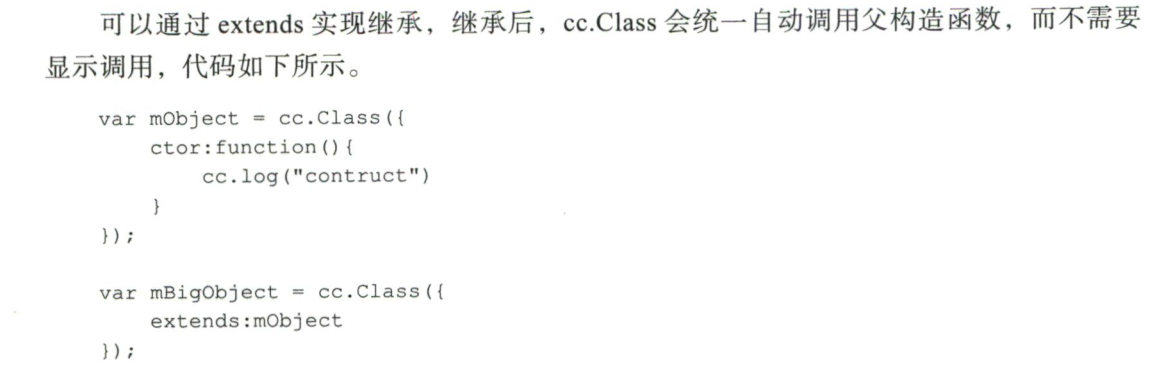 可以通过 extends 实现继承，继承后，cc.Class 会统一自动调用父构造函数，而不需要
显示调用，代码如下所示。
var mObject = cc.Class({
    ctor:function(){
        cc.log("contruct")
    }
});
var mBigObject = cc.Class({
    extends:mObject
});